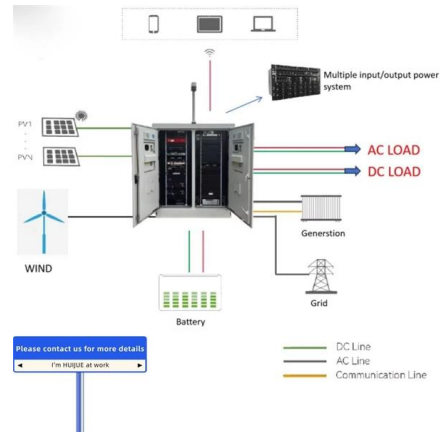 Multiple input/output power
system
PV1
PVN
AC LOAD
DC LOAD
WIND
Generstion
Grid
Battery
Please contact us for more details
I'm HUIJUE at work
DC Line
AC Line
Communication Line